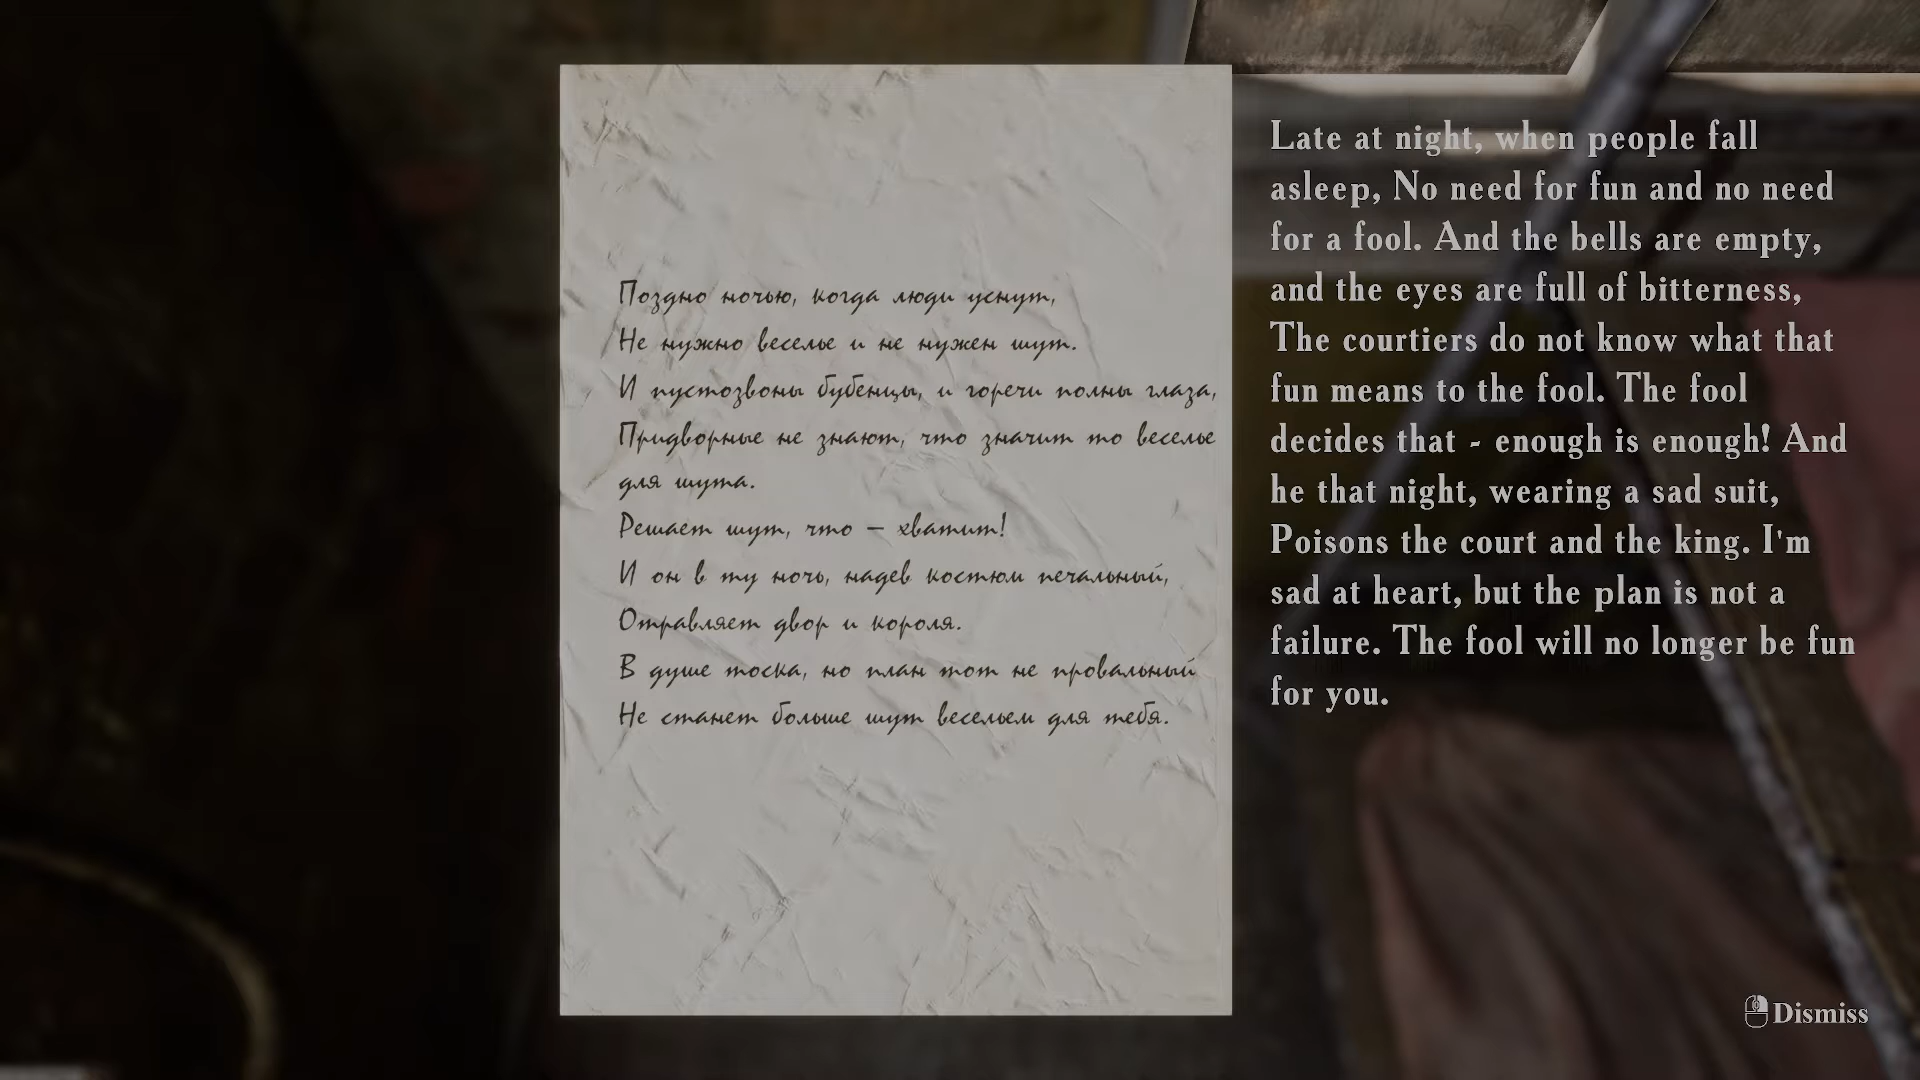 Поздно ночью, когда люди уснут,
Не нужно веселье и не нужен шут.
И пустозвоны бубенцы, и горечи полны глаза,
Придворные не знают, что значит то веселье
для шута.
Решает шут, что – хватит!
И он в ту ночь, надев костюм печальный,
Отравляет двор и короля.
В душе тоска, но план тот не провальный
Не станет больше шут весельем для тебя.
Late at night, when people fall
asleep, No need for fun and no need
for a fool. And the bells are empty,
and the eyes are full of bitterness,
The courtiers do not know what that
fun means to the fool. The fool
decides that - enough is enough! And
he that night, wearing a sad suit,
Poisons the court and the king. I'm
sad at heart, but the plan is not a
failure. The fool will no longer be fun
for you.
Dismiss